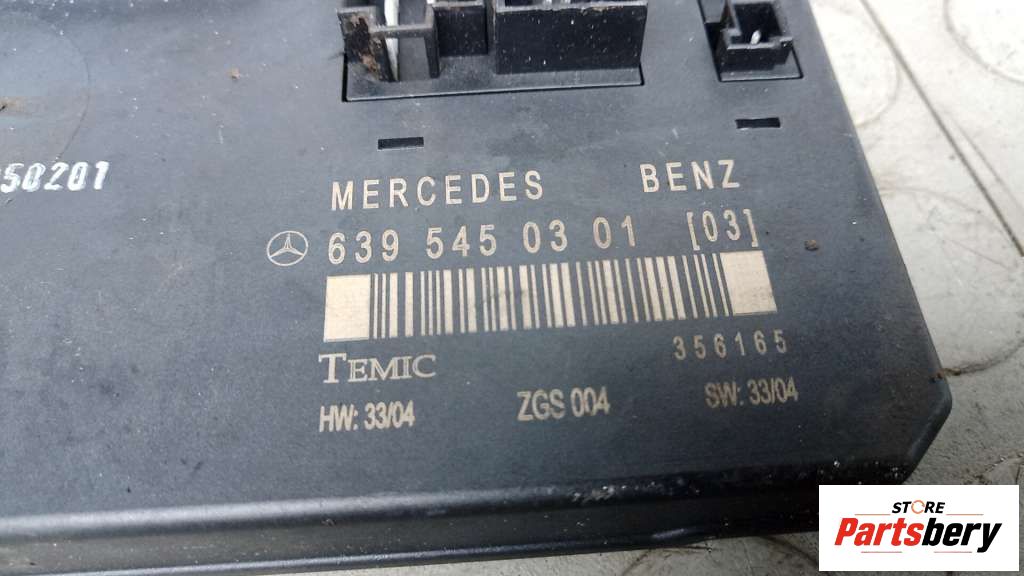 50201
MERCEDES BENZ
639 545 03 01 [03]
TEMIC 356165
HW: 33/04 ZGS 004 SW: 33/04
STORE
Partsbery